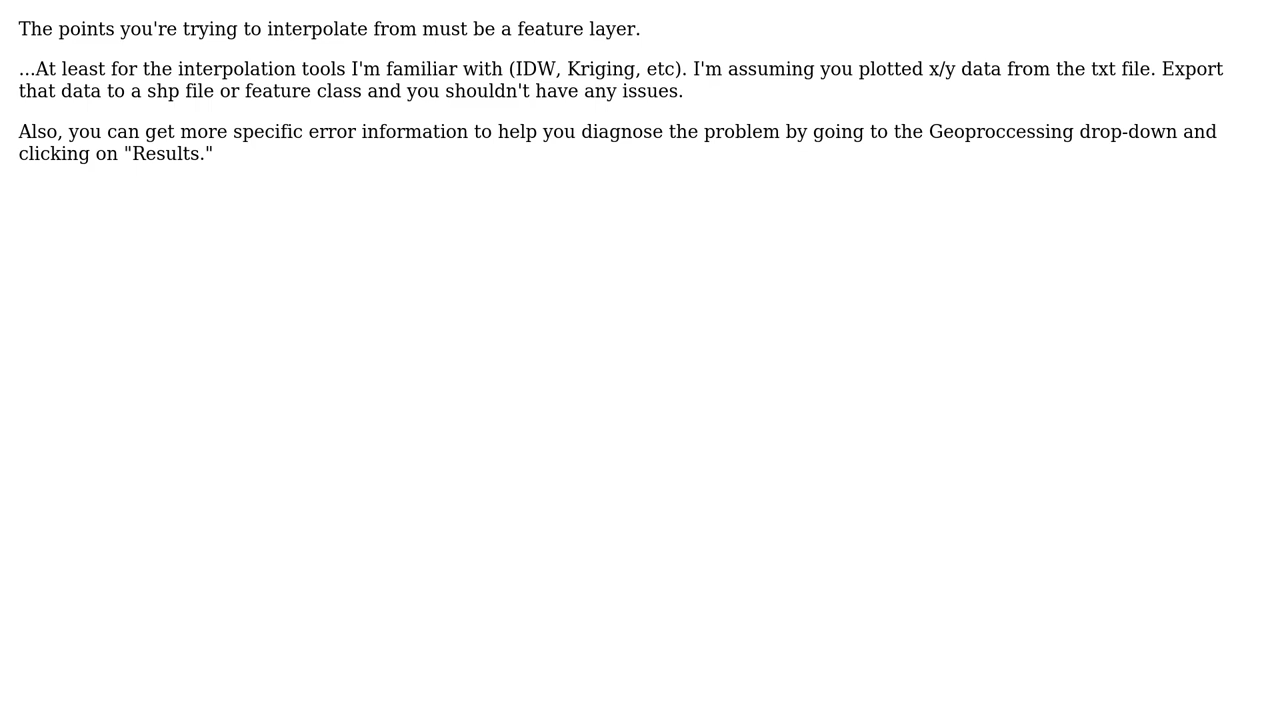 The points you're trying to interpolate from must be a feature layer.
...At least for the interpolation tools I'm familiar with (IDW, Kriging, etc). I'm assuming you plotted x/y data from the txt file. Export
that data to a shp file or feature class and you shouldn't have any issues.
Also, you can get more specific error information to help you diagnose the problem by going to the Geoproccessing drop-down and
clicking on "Results."